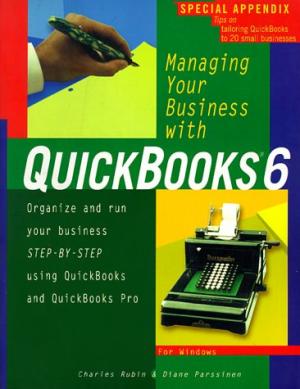 SPECIAL APPENDIX
Tips on
tailoring QuickBooks
to 20 small businesses
Managing
Your
Business
with
QUICKBOOKS® 6
Organize and run
your business
STEP-BY-STEP
using QuickBooks
and QuickBooks Pro
For Windows
Charles Rubin & Diane Parssinen